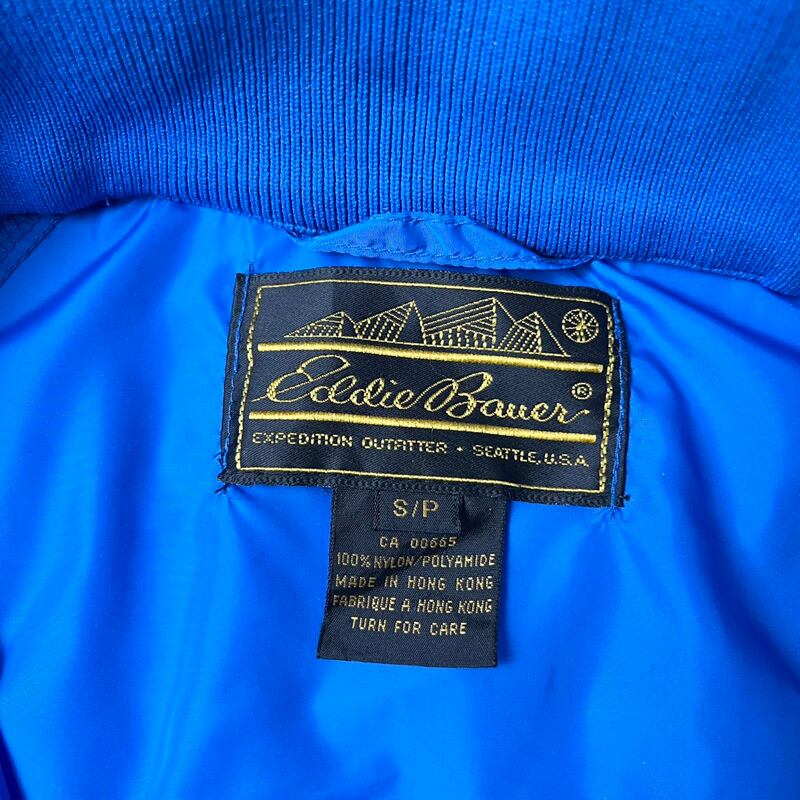 Eddie Bauer ®
EXPEDITION OUTFITTER • SEATTLE, U.S.A.
S/P
CA 00665
100% NYLON/POLYAMIDE
MADE IN HONG KONG
FABRIQUE A HONG KONG
TURN FOR CARE